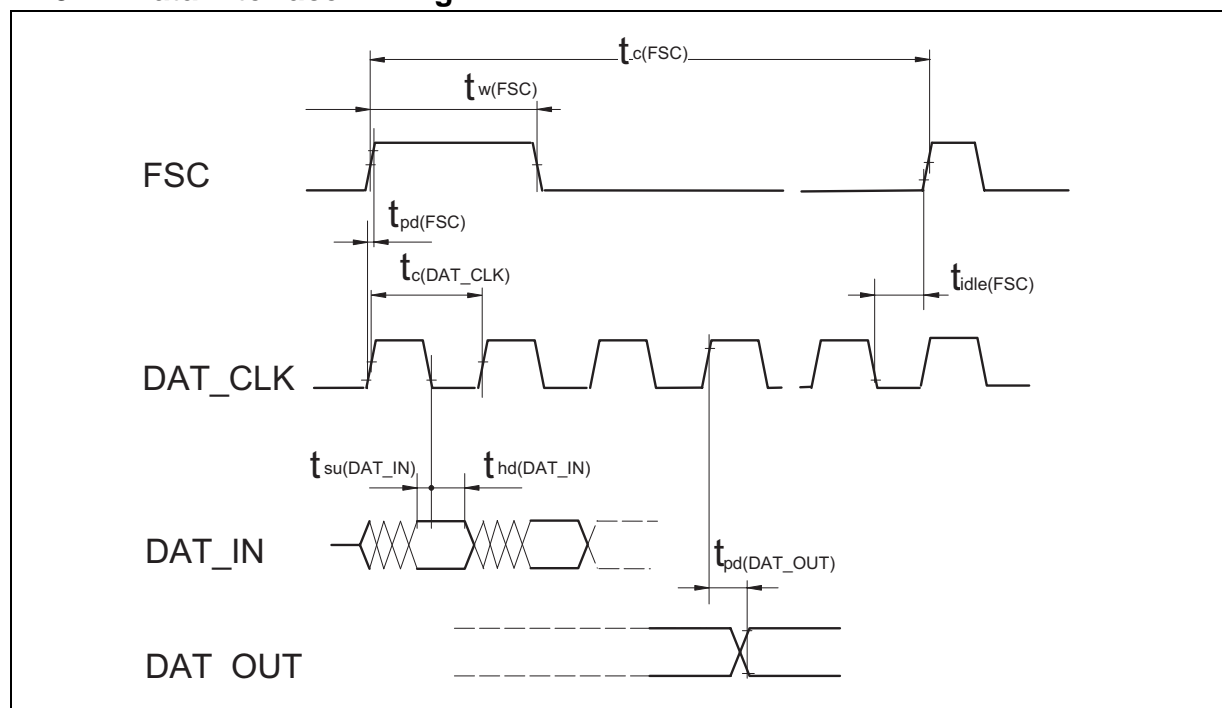 t c(FSC)
t w(FSC)
FSC
t pd(FSC)
t c(DAT_CLK)
t idle(FSC)
DAT_CLK
t su(DAT_IN) t hd(DAT_IN)
DAT_IN
t pd(DAT_OUT)
DAT OUT